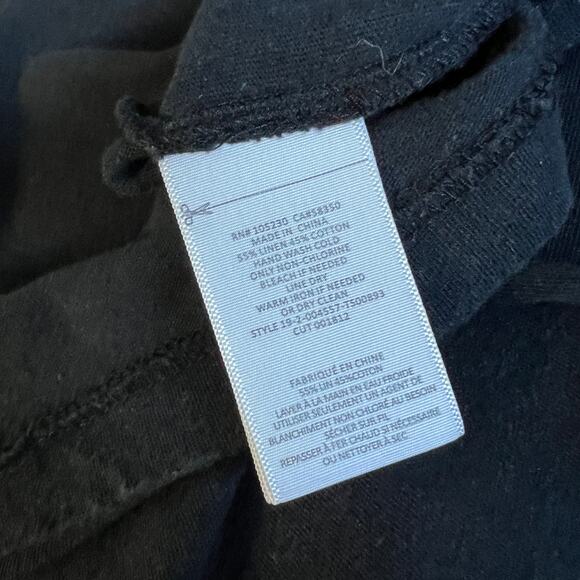 RN# 105230 CA#58350
MADE IN CHINA
55% LINEN 45% COTTON
HAND WASH COLD
ONLY NON-CHLORINE
BLEACH IF NEEDED
LINE DRY
WARM IRON IF NEEDED
OR DRY CLEAN
STYLE 19-2-004557-TS00893
CUT 001812
FABRIQUÉ EN CHINE
55% LIN 45%COTON
LAVER À LA MAIN EN EAU FROIDE
UTILISER SEULEMENT UN AGENT DE
BLANCHIMENT NON CHLORÉ AU BESOIN
SÉCHER SUR FIL
REPASSER À FER CHAUD SI NÉCESSAIRE
OU NETTOYER À SEC